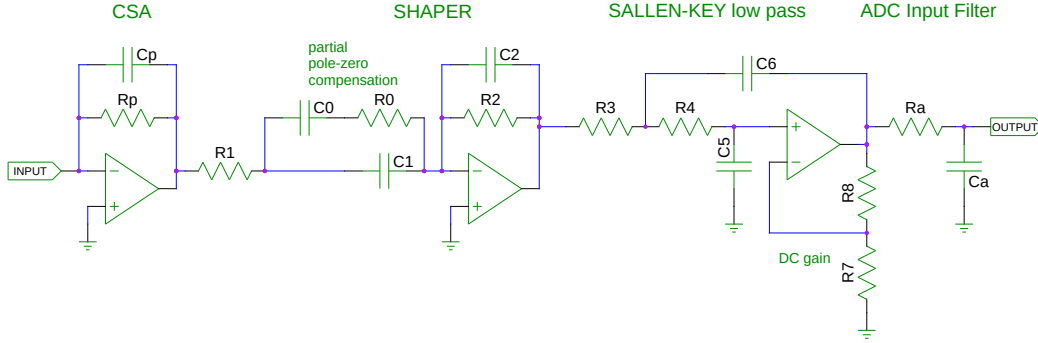 CSA
SHAPER
SALLEN-KEY low pass
ADC Input Filter
Cp
Rp
INPUT
R1
partial
pole-zero
compensation
C0
R0
C1
C2
R2
R3
R4
C5
C6
R8
R7
DC gain
Ra
Ca
OUTPUT